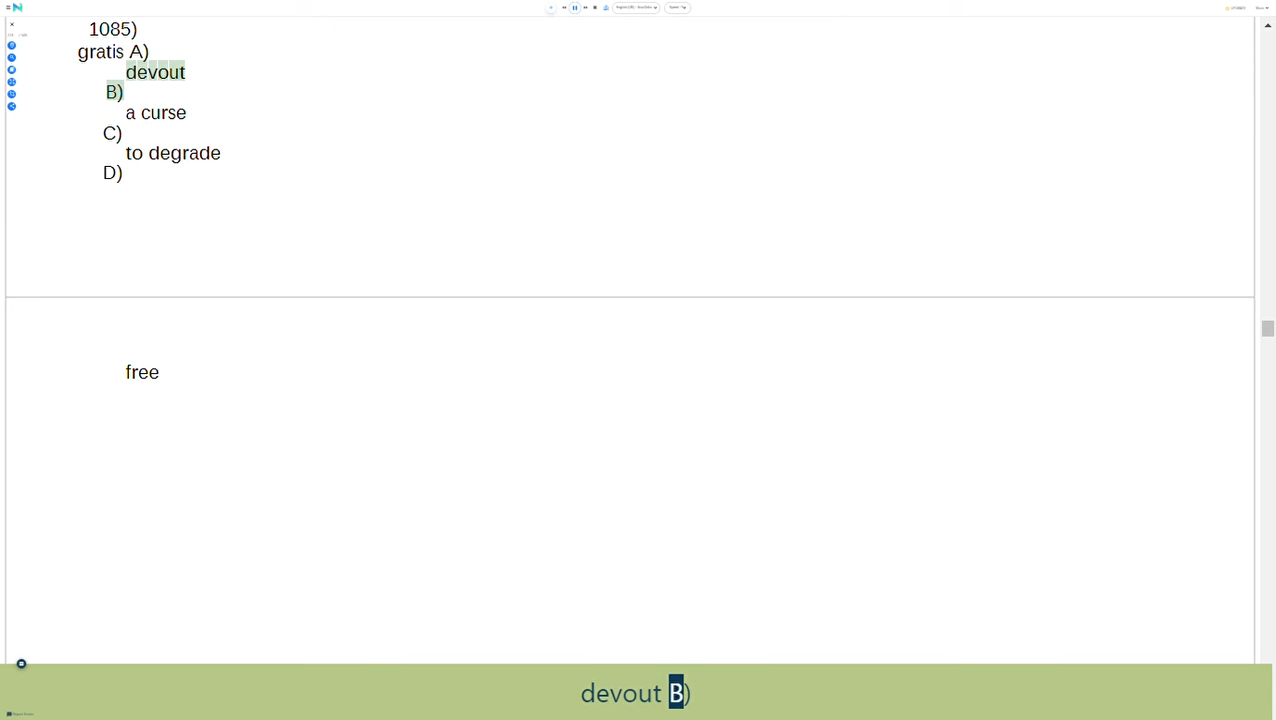 1085)
gratis A)
devout
B)
a curse
C)
to degrade
D)
free
devout B)